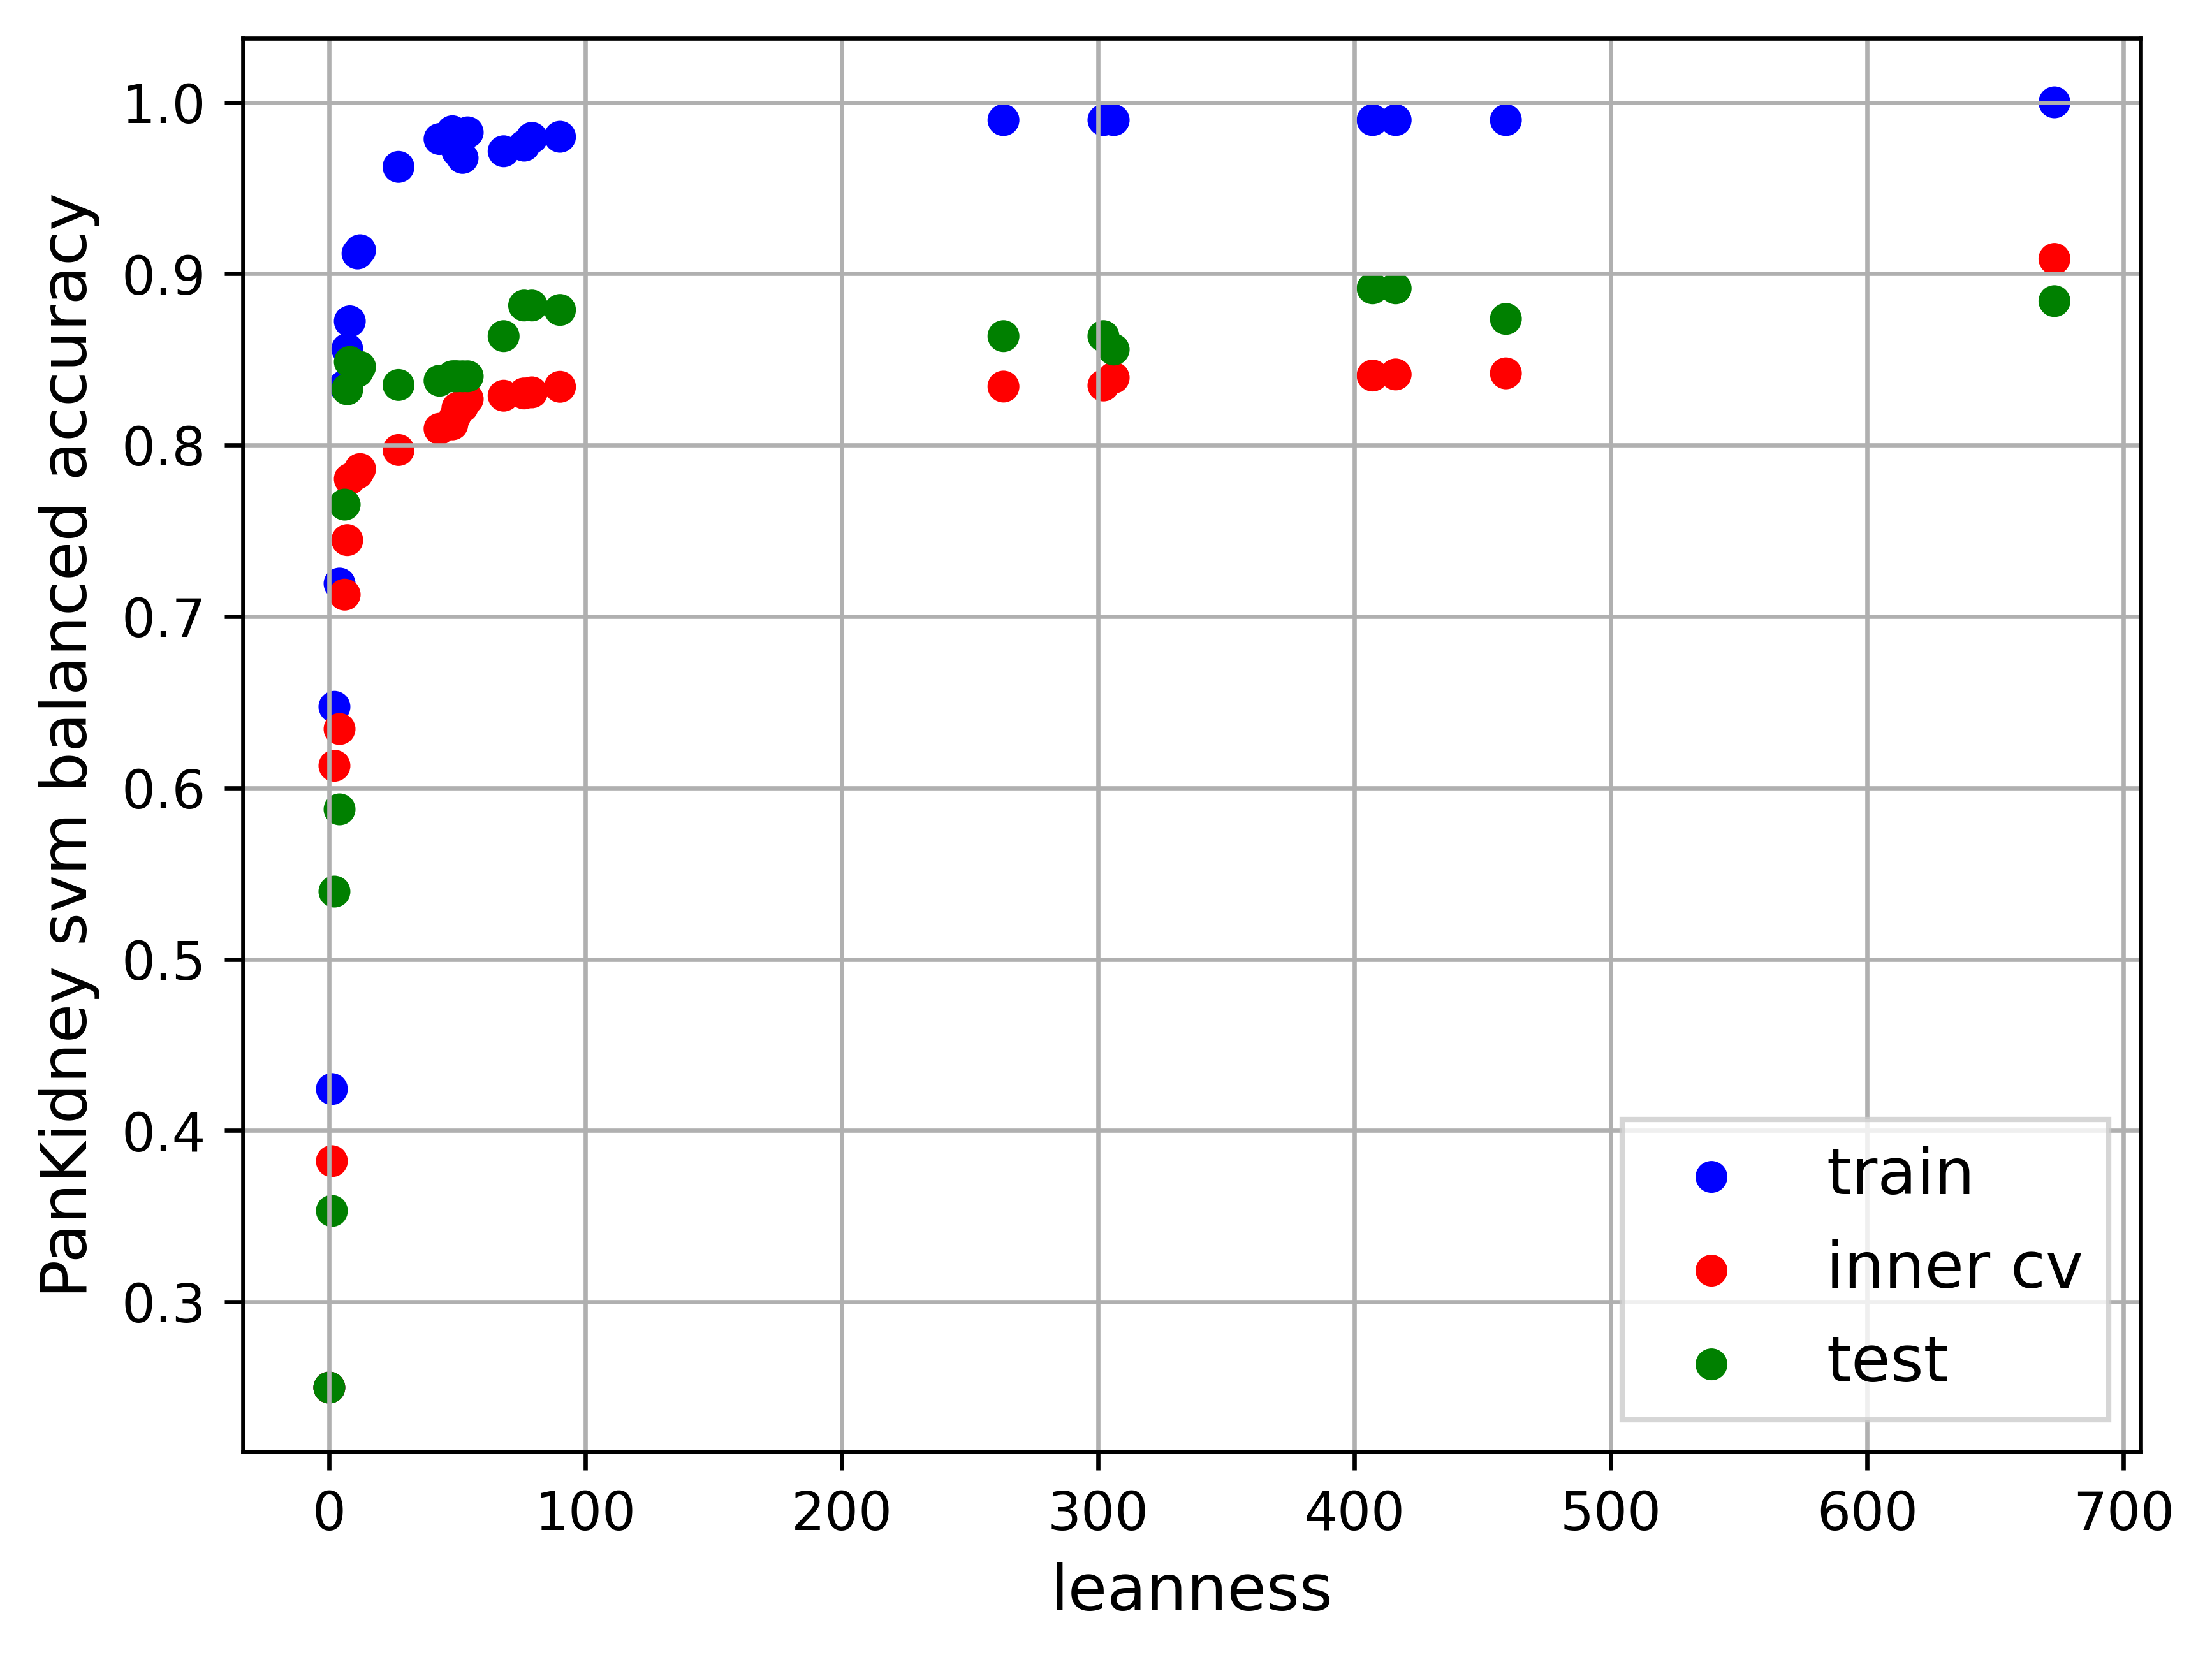 PanKidney svm balanced accuracy
1.0
0.9
0.8
0.7
0.6
0.5
0.4
0.3
train
inner cv
test
0 100 200 300 400 500 600 700
leanness